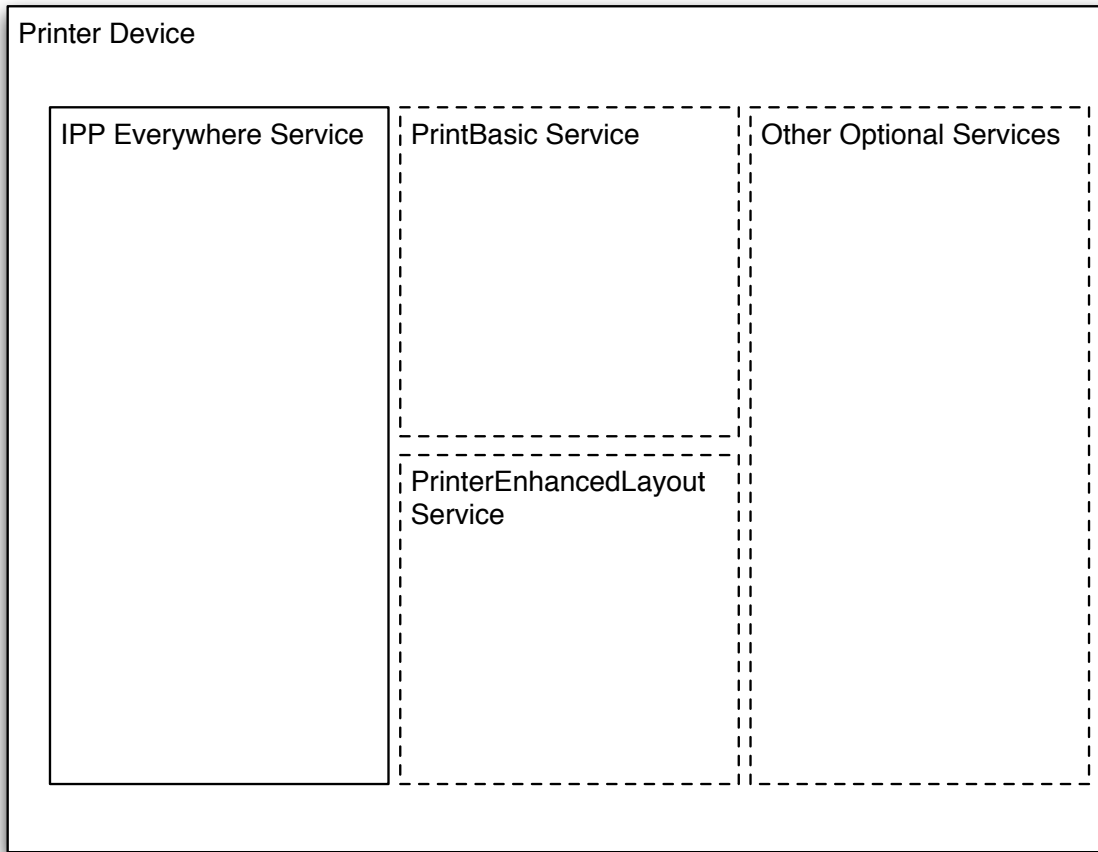 Printer Device
IPP Everywhere Service
PrintBasic Service
Other Optional Services
PrinterEnhancedLayout
Service